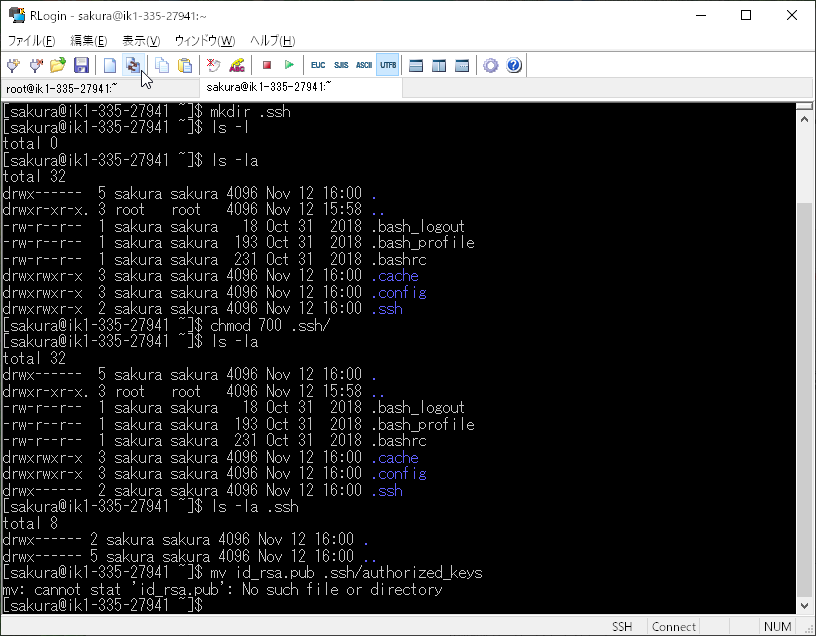 RLogin - sakura@ik1-335-27941:~
ファイル(F) 編集(E) 表示(V) ウィンドウ(W) ヘルプ(H)
EUC SJIS ASCII UTF8
root@ik1-335-27941:~ sakura@ik1-335-27941:~
[sakura@ik1-335-27941 ~]$ mkdir .ssh
[sakura@ik1-335-27941 ~]$ ls -l
total 0
[sakura@ik1-335-27941 ~]$ ls -la
total 32
drwx------  5 sakura sakura 4096 Nov 12 16:00 .
drwxr-xr-x. 3 root   root   4096 Nov 12 15:58 ..
-rw-r--r--  1 sakura sakura   18 Oct 31  2018 .bash_logout
-rw-r--r--  1 sakura sakura  193 Oct 31  2018 .bash_profile
-rw-r--r--  1 sakura sakura  231 Oct 31  2018 .bashrc
drwxrwxr-x  3 sakura sakura 4096 Nov 12 16:00 .cache
drwxrwxr-x  3 sakura sakura 4096 Nov 12 16:00 .config
drwxrwxr-x  2 sakura sakura 4096 Nov 12 16:00 .ssh
[sakura@ik1-335-27941 ~]$ chmod 700 .ssh/
[sakura@ik1-335-27941 ~]$ ls -la
total 32
drwx------  5 sakura sakura 4096 Nov 12 16:00 .
drwxr-xr-x. 3 root   root   4096 Nov 12 15:58 ..
-rw-r--r--  1 sakura sakura   18 Oct 31  2018 .bash_logout
-rw-r--r--  1 sakura sakura  193 Oct 31  2018 .bash_profile
-rw-r--r--  1 sakura sakura  231 Oct 31  2018 .bashrc
drwxrwxr-x  3 sakura sakura 4096 Nov 12 16:00 .cache
drwxrwxr-x  3 sakura sakura 4096 Nov 12 16:00 .config
drwx------  2 sakura sakura 4096 Nov 12 16:00 .ssh
[sakura@ik1-335-27941 ~]$ ls -la .ssh
total 8
drwx------ 2 sakura sakura 4096 Nov 12 16:00 .
drwx------ 5 sakura sakura 4096 Nov 12 16:00 ..
[sakura@ik1-335-27941 ~]$ mv id_rsa.pub .ssh/authorized_keys
mv: cannot stat 'id_rsa.pub': No such file or directory
[sakura@ik1-335-27941 ~]$
SSH Connect NUM